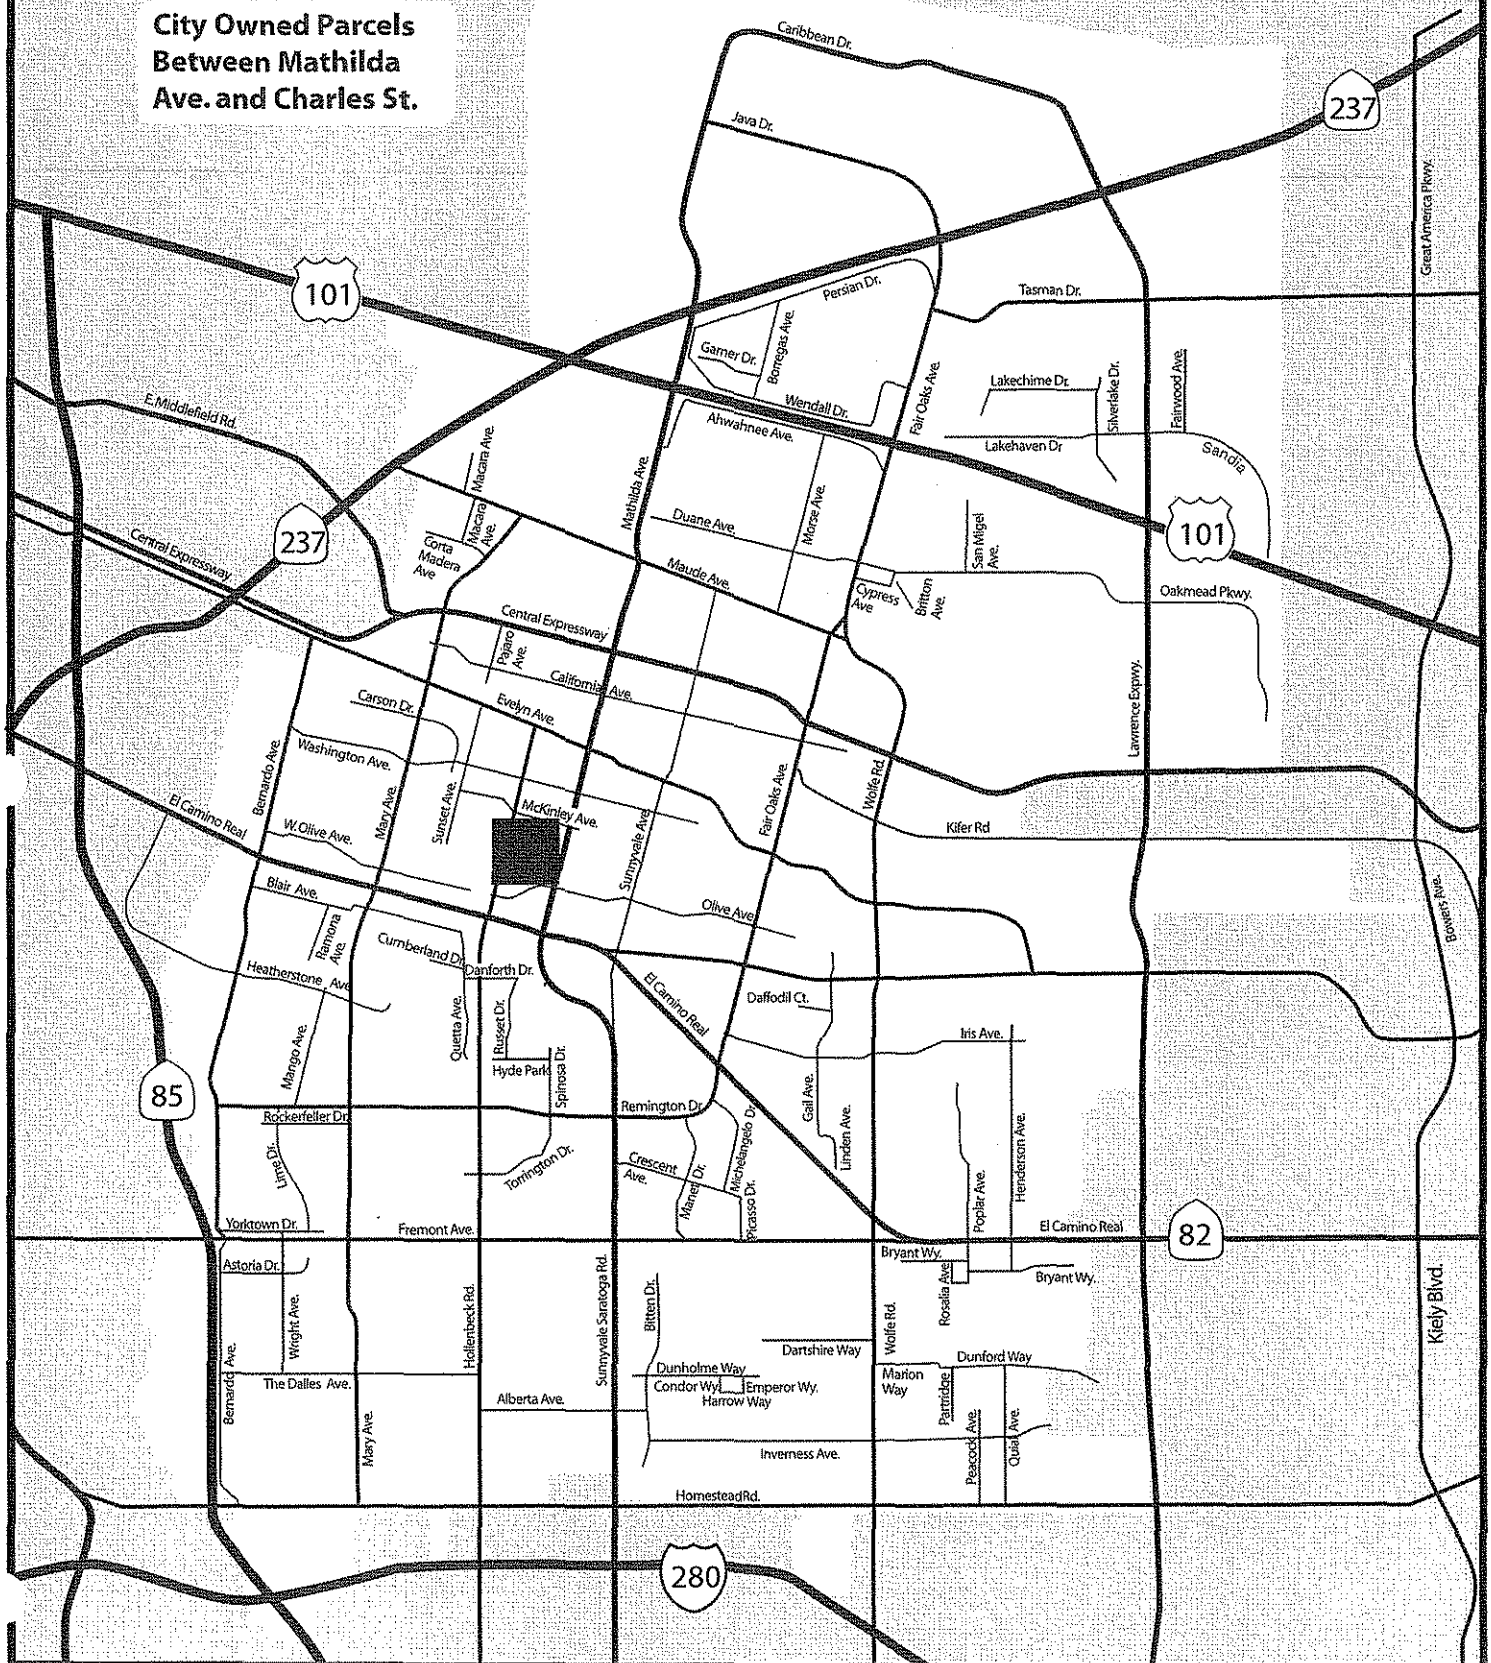 City Owned Parcels
Between Mathilda
Ave. and Charles St.
Caribbean Dr.
237
Java Dr.
Great America Pkwy.
101
Persian Dr.
Tasman Dr.
Borregas Ave.
Garner Dr.
Fair Oaks Ave.
Lakechime Dr.
Silverlake Dr.
Fairwood Ave.
Wendall Dr.
E. Middlefield Rd.
Ahwahnee Ave.
Lakehaven Dr
Sandia
Macara Ave.
Mathilda Ave.
Morse Ave.
Macara
Ave.
Duane Ave.
San Migel
Ave.
101
237
Central Expressway
Corta
Madera
Ave
Maude Ave.
Cypress
Ave
Britton
Ave.
Oakmead Pkwy.
Central Expressway
Pajaro
Ave.
California Ave.
Lawrence Expwy.
Carson Dr.
Evelyn Ave.
Washington Ave.
Bernardo Ave.
Mary Ave.
Sunset Ave.
Fair Oaks Ave.
Wolfe Rd.
El Camino Real
W. Olive Ave.
McKinley Ave.
Sunnyvale Ave.
Kifer Rd
Blair Ave.
Olive Ave.
Bowers Ave.
Ramona
Ave.
Cumberland Dr.
Danforth Dr.
Heatherstone Ave
El Camino Real
Daffodil Ct.
Mango Ave.
Quetta Ave.
Russet Dr.
Iris Ave.
Hyde Park
Spinosa Dr.
85
Rockerfeller Dr.
Remington Dr.
Gail Ave.
Linden Ave.
Henderson Ave.
Lime Dr.
Torrington Dr.
Crescent
Ave.
Manet Dr.
Michelangelo Dr.
Picasso Dr.
Poplar Ave.
Yorktown Dr.
Fremont Ave.
El Camino Real
82
Bryant Wy.
Astoria Dr.
Rosalia Ave
Bryant Wy.
Wright Ave.
Hollenbeck Rd.
Sunnyvale Saratoga Rd.
Bitten Dr.
Wolfe Rd.
Kiely Blvd.
Dartshire Way
Dunford Way
Bernardo Ave.
The Dalles Ave.
Dunholme Way
Condor Wy.
Emperor Wy.
Harrow Way
Marion
Way
Partridge
Alberta Ave.
Mary Ave.
Inverness Ave.
Peacock Ave.
Quial Ave.
Homestead Rd.
280